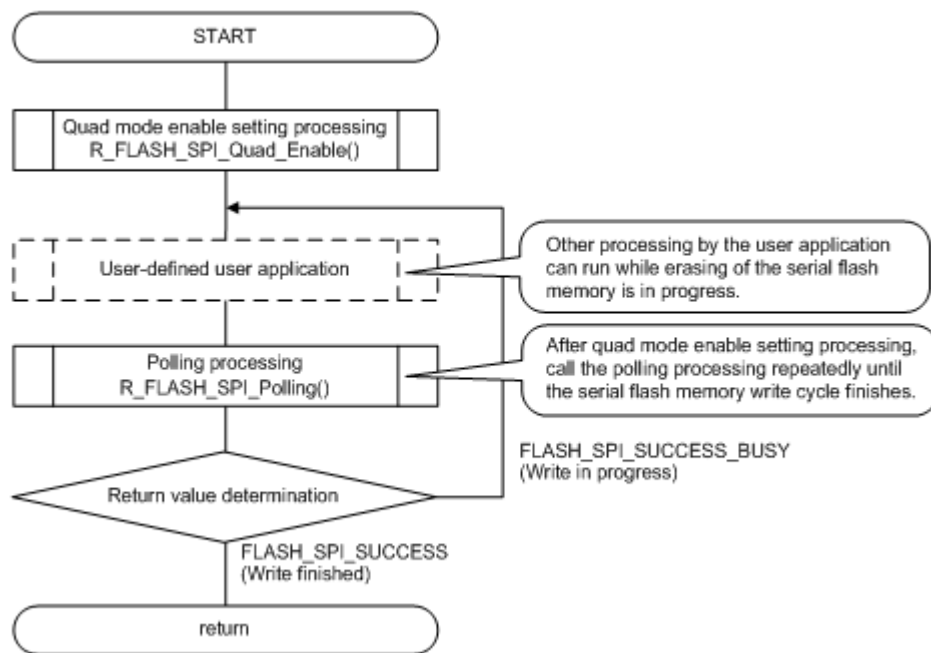 START
Quad mode enable setting processing
R_FLASH_SPI_Quad_Enable()
User-defined user application
Other processing by the user application
can run while erasing of the serial flash
memory is in progress.
Polling processing
R_FLASH_SPI_Polling()
After quad mode enable setting processing,
call the polling processing repeatedly until
the serial flash memory write cycle finishes.
Return value determination
FLASH_SPI_SUCCESS_BUSY
(Write in progress)
FLASH_SPI_SUCCESS
(Write finished)
return